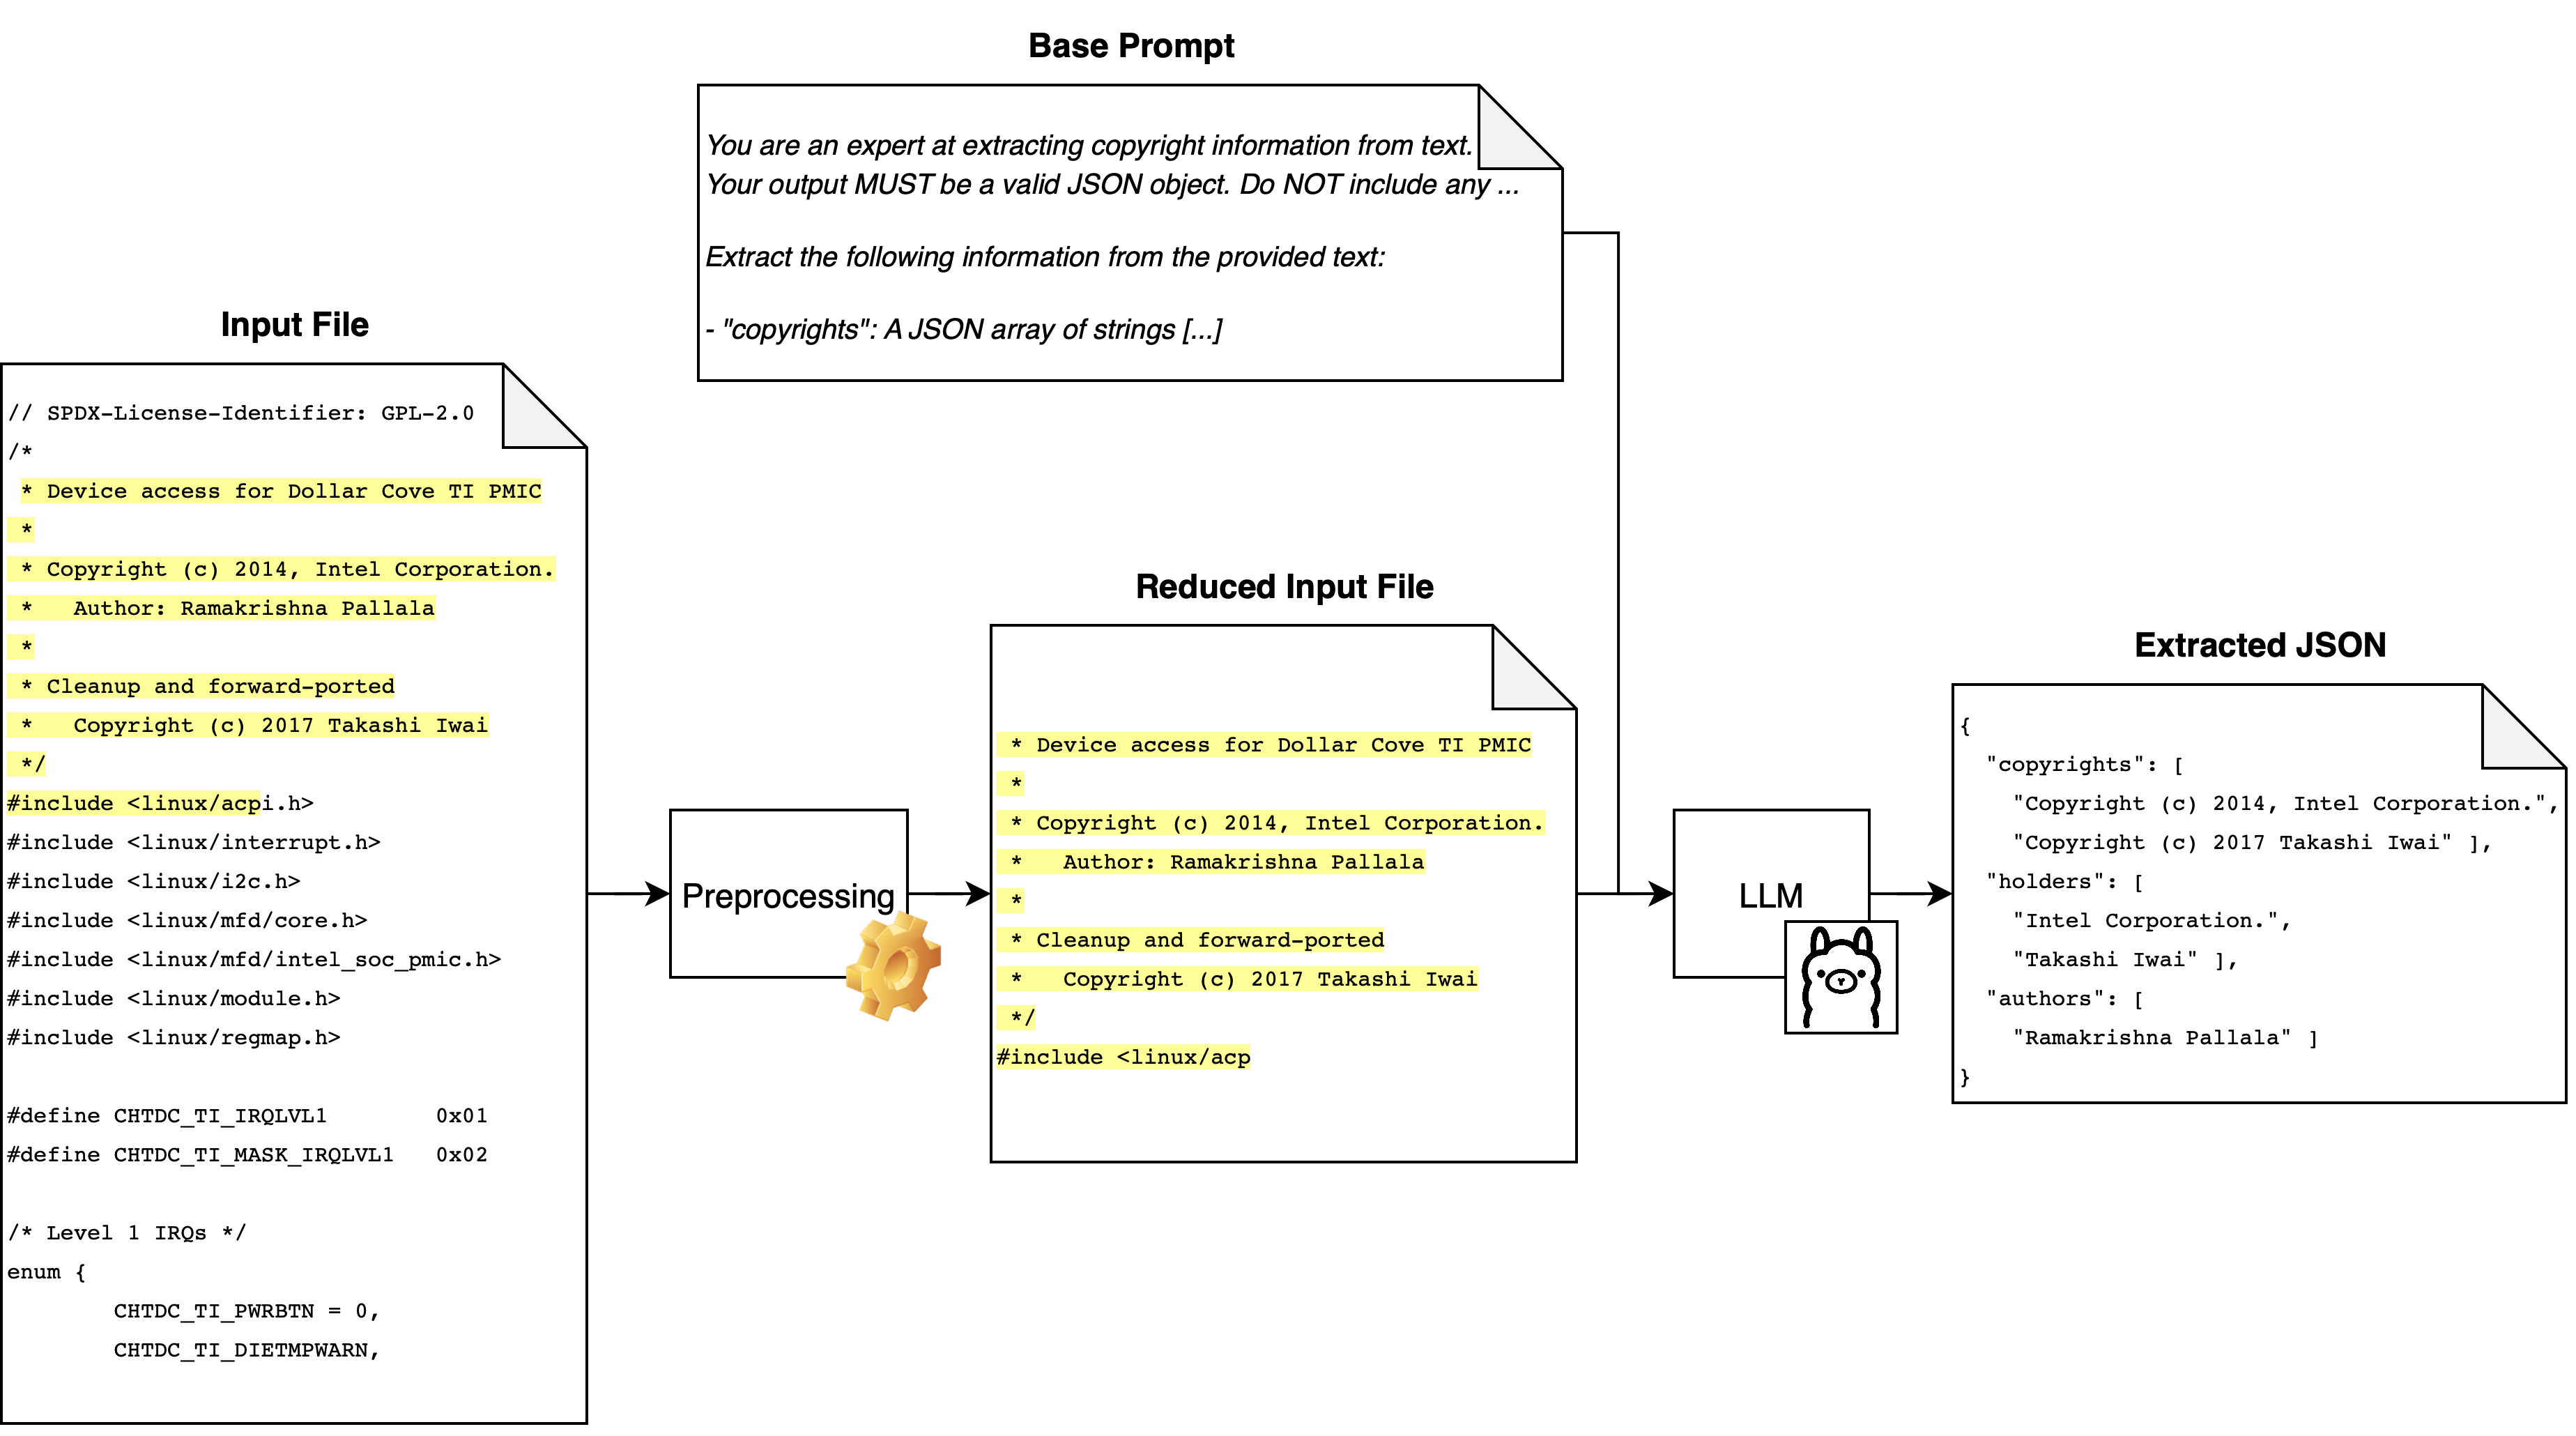 Base Prompt
You are an expert at extracting copyright information from text.
Your output MUST be a valid JSON object. Do NOT include any ...
Extract the following information from the provided text:
- "copyrights": A JSON array of strings [...]
Input File
// SPDX-License-Identifier: GPL-2.0
/*
 * Device access for Dollar Cove TI PMIC
 *
 * Copyright (c) 2014, Intel Corporation.
 *   Author: Ramakrishna Pallala
 *
 * Cleanup and forward-ported
 *   Copyright (c) 2017 Takashi Iwai
 */
#include <linux/acpi.h>
#include <linux/interrupt.h>
#include <linux/i2c.h>
#include <linux/mfd/core.h>
#include <linux/mfd/intel_soc_pmic.h>
#include <linux/module.h>
#include <linux/regmap.h>
#define CHTDC_TI_IRQLVL1        0x01
#define CHTDC_TI_MASK_IRQLVL1   0x02
/* Level 1 IRQs */
enum {
        CHTDC_TI_PWRBTN = 0,
        CHTDC_TI_DIETMPWARN,
Preprocessing
Reduced Input File
 * Device access for Dollar Cove TI PMIC
 *
 * Copyright (c) 2014, Intel Corporation.
 *   Author: Ramakrishna Pallala
 *
 * Cleanup and forward-ported
 *   Copyright (c) 2017 Takashi Iwai
 */
#include <linux/acp
LLM
Extracted JSON
{
  "copyrights": [
    "Copyright (c) 2014, Intel Corporation.",
    "Copyright (c) 2017 Takashi Iwai" ],
  "holders": [
    "Intel Corporation.",
    "Takashi Iwai" ],
  "authors": [
    "Ramakrishna Pallala" ]
}